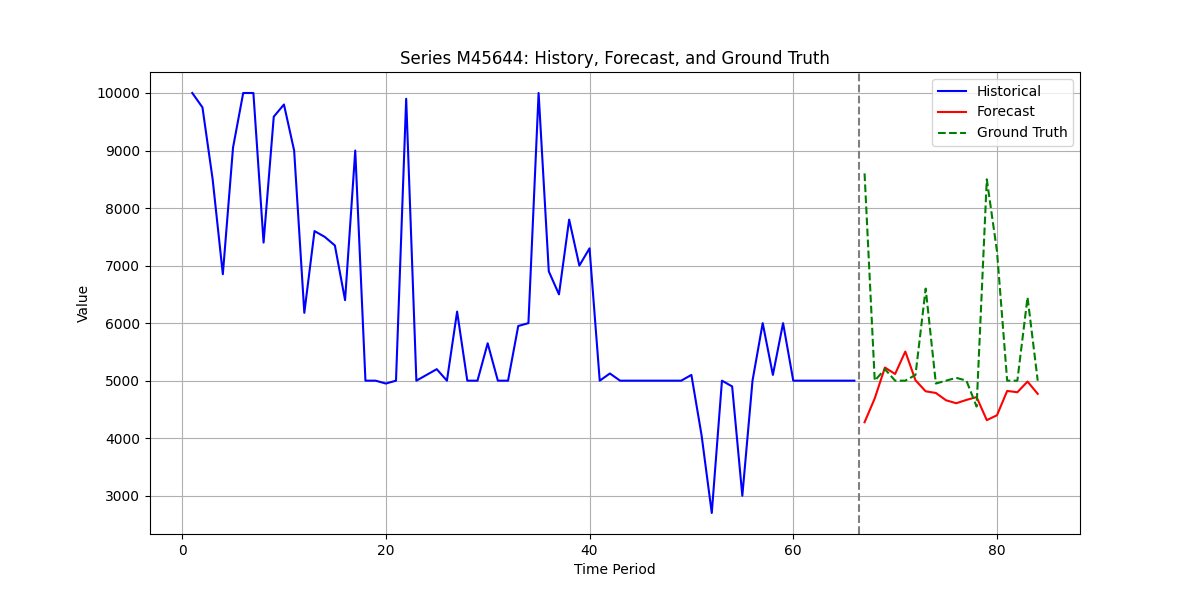 Series M45644: History, Forecast, and Ground Truth
Historical
Forecast
Ground Truth
Value
10000
9000
8000
7000
6000
5000
4000
3000
0
20
40
60
80
Time Period